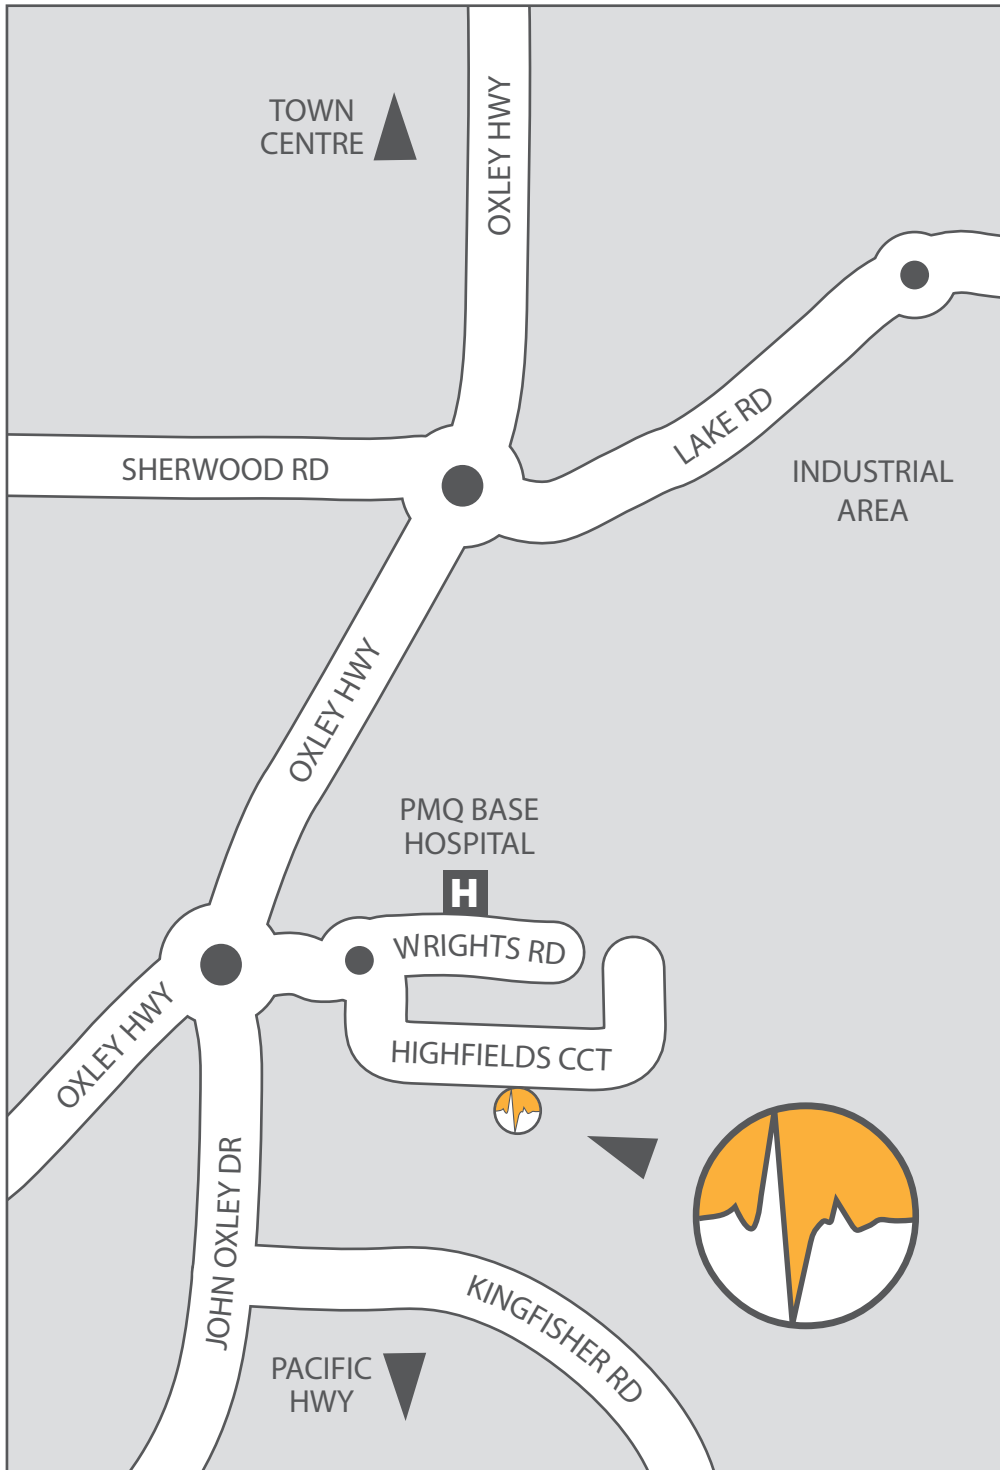 TOWN
CENTRE
OXLEY HWY
LAKE RD
SHERWOOD RD
INDUSTRIAL
AREA
OXLEY HWY
PMQ BASE
HOSPITAL
H
WRIGHTS RD
OXLEY HWY
HIGHFIELDS CCT
JOHN OXLEY DR
KINGFISHER RD
PACIFIC
HWY